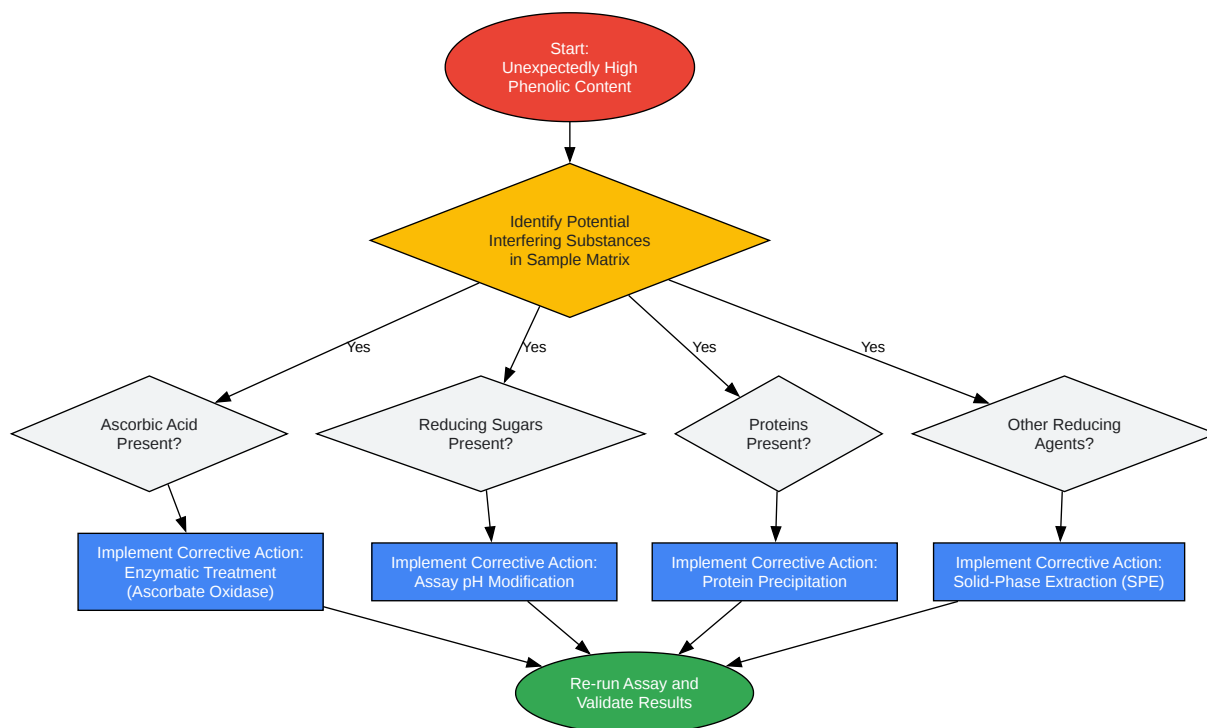 Start:
Unexpectedly High
Phenolic Content
Identify Potential
Interfering Substances
in Sample Matrix
Yes
Yes
Yes
Yes
Ascorbic Acid
Present?
Reducing Sugars
Present?
Proteins
Present?
Other Reducing
Agents?
Implement Corrective Action:
Enzymatic Treatment
(Ascorbate Oxidase)
Implement Corrective Action:
Assay pH Modification
Implement Corrective Action:
Protein Precipitation
Implement Corrective Action:
Solid-Phase Extraction (SPE)
Re-run Assay and
Validate Results